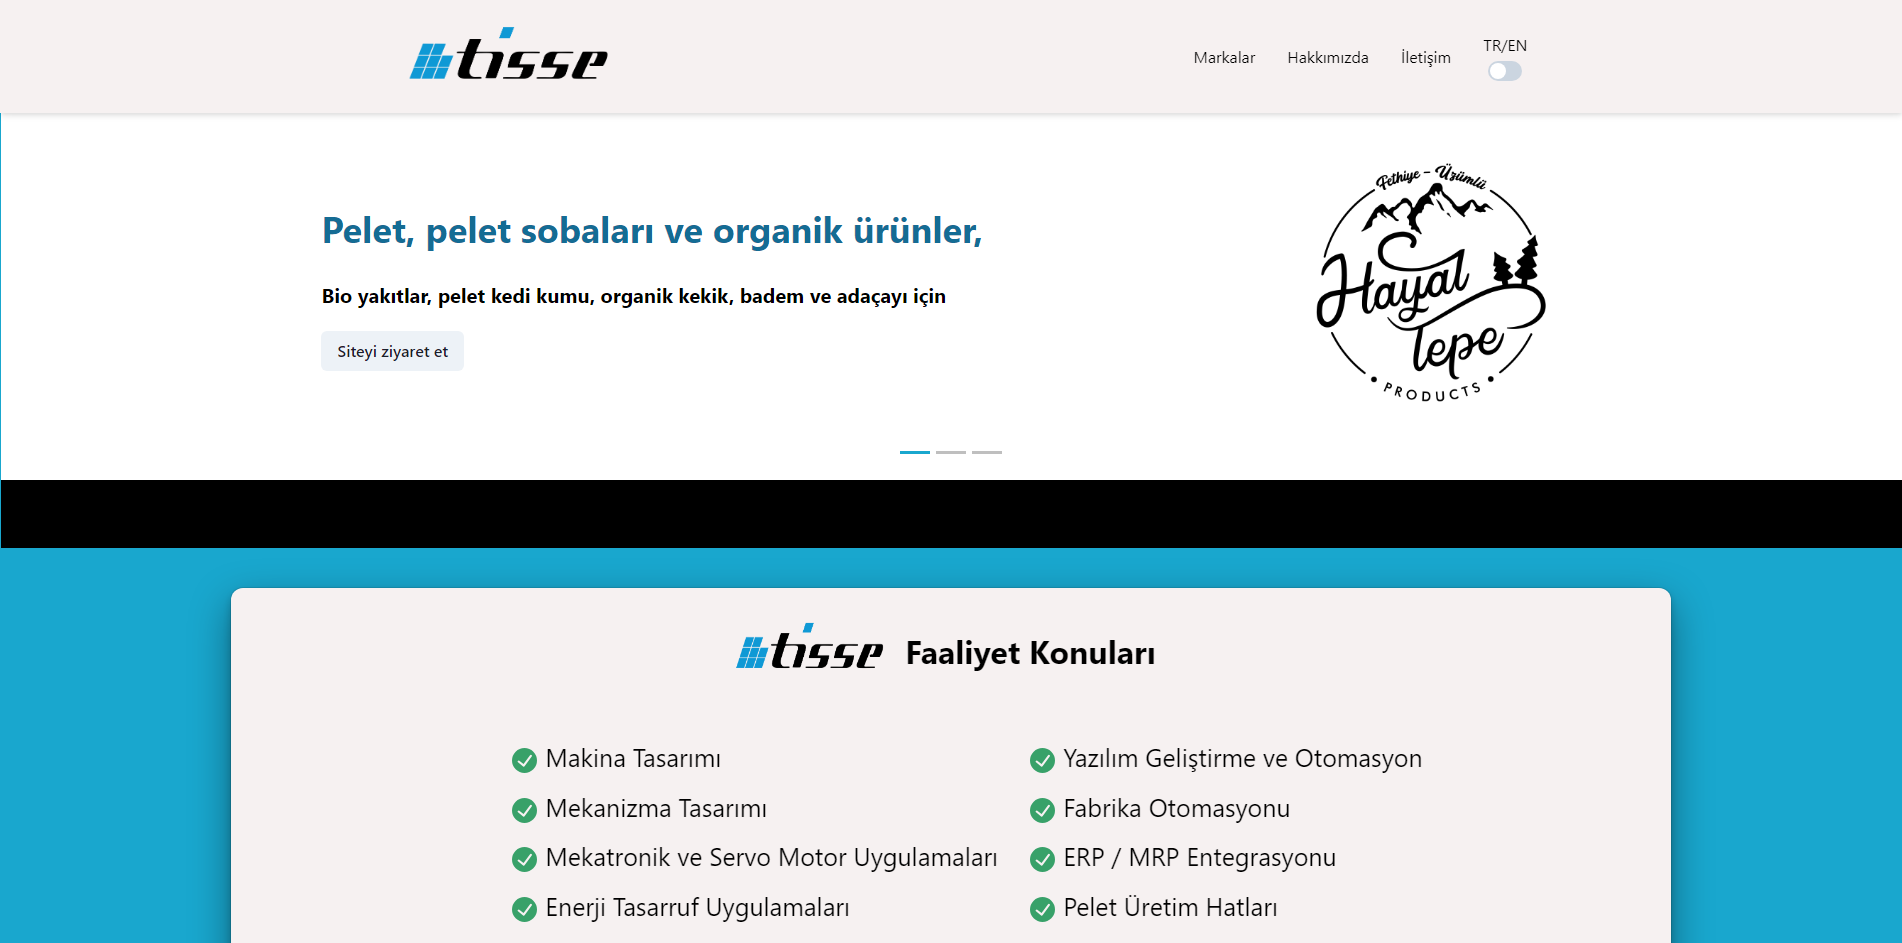 tisse
Markalar
Hakkımızda
İletişim
TR/EN
Pelet, pelet sobaları ve organik ürünler,
Bio yakıtlar, pelet kedi kumu, organik kekik, badem ve adaçayı için
Siteyi ziyaret et
Fethiye - Üzümlü
Hayal
Tepe
• PRODUCTS •
tisse Faaliyet Konuları
Makina Tasarımı
Mekanizma Tasarımı
Mekatronik ve Servo Motor Uygulamaları
Enerji Tasarruf Uygulamaları
Yazılım Geliştirme ve Otomasyon
Fabrika Otomasyonu
ERP / MRP Entegrasyonu
Pelet Üretim Hatları